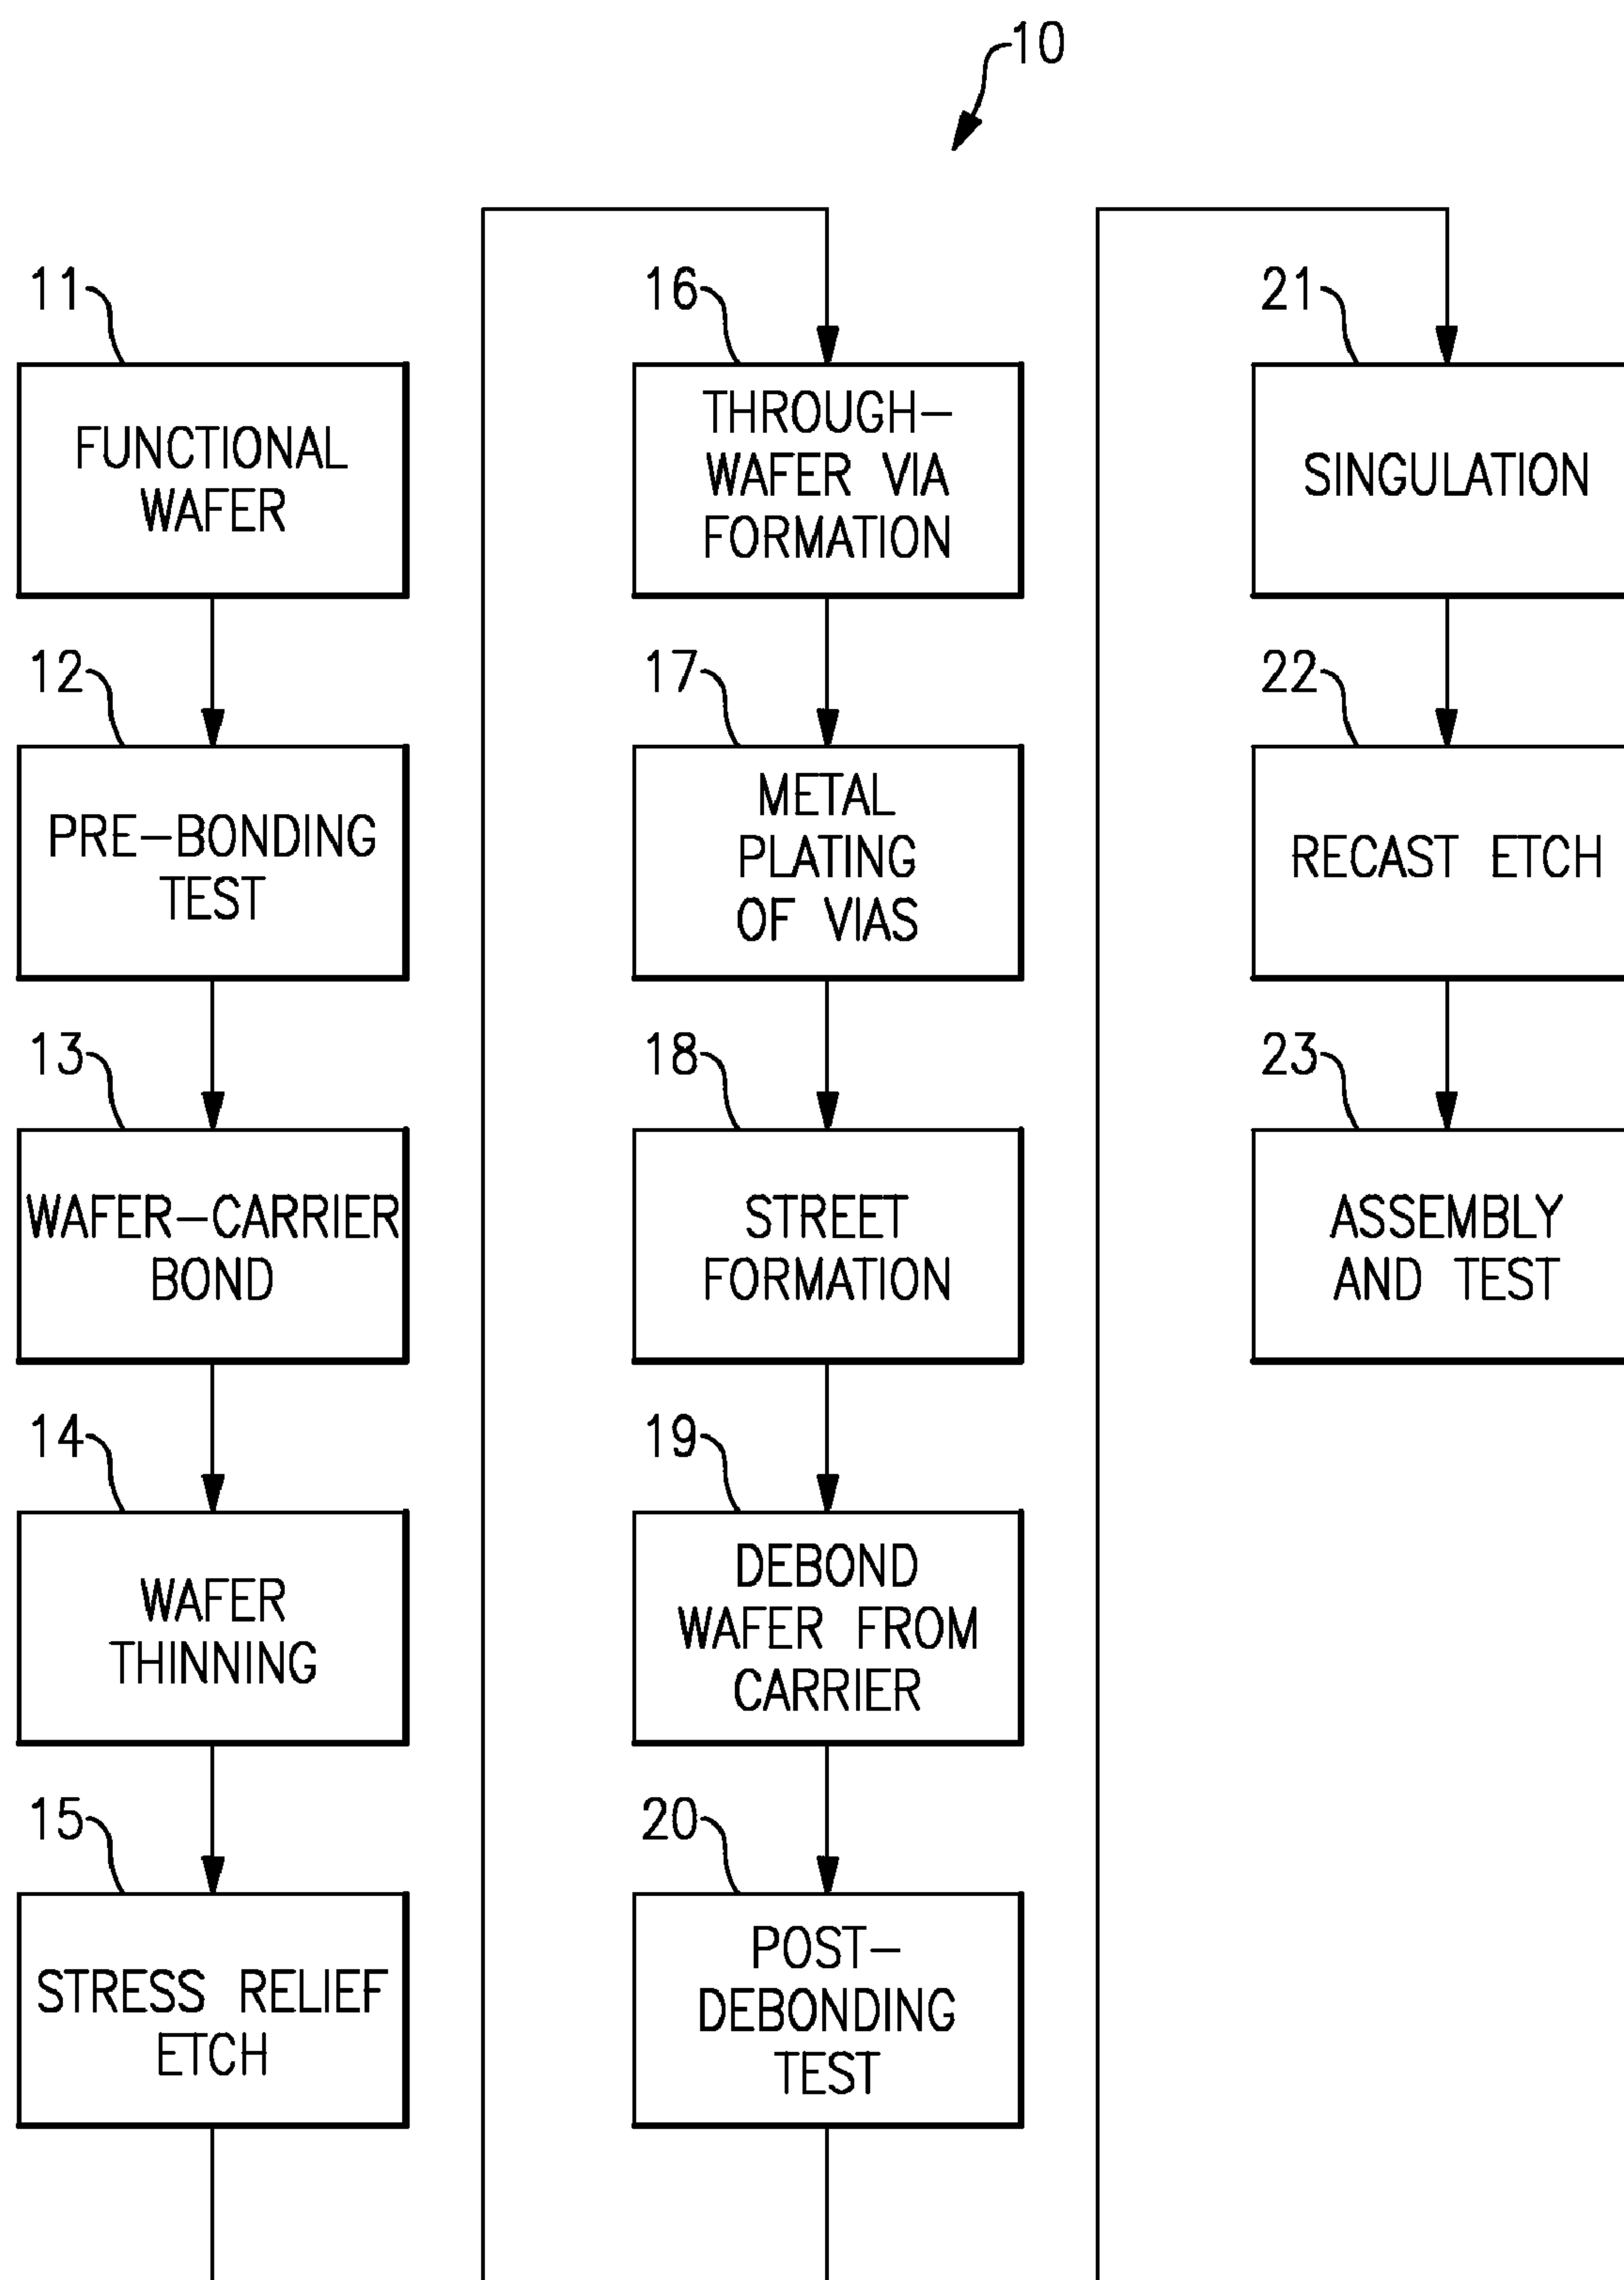 10
11
FUNCTIONAL
WAFER
12
PRE-BONDING
TEST
13
WAFER-CARRIER
BOND
14
WAFER
THINNING
15
STRESS RELIEF
ETCH
16
THROUGH-
WAFER VIA
FORMATION
17
METAL
PLATING
OF VIAS
18
STREET
FORMATION
19
DEBOND
WAFER FROM
CARRIER
20
POST-
DEBONDING
TEST
21
SINGULATION
22
RECAST ETCH
23
ASSEMBLY
AND TEST